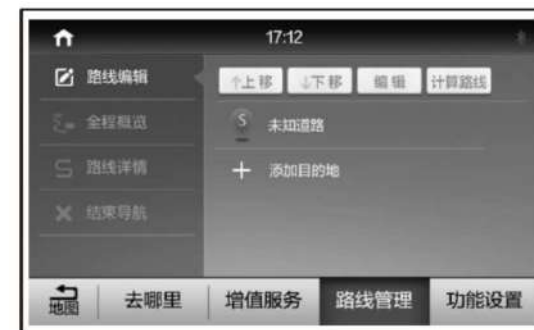 17:12
路线编辑
↑上移 ↓下移 编辑 计算路线
全程概览
S 未知道路
路线详情
+ 添加目的地
结束导航
地图 去哪里 增值服务 路线管理 功能设置